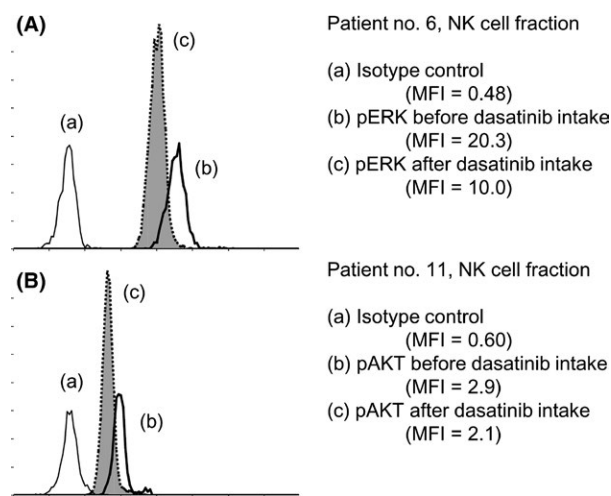 (A)
(c)
(a)
(b)
Patient no. 6, NK cell fraction
(a) Isotype control
(MFI = 0.48)
(b) pERK before dasatinib intake
(MFI = 20.3)
(c) pERK after dasatinib intake
(MFI = 10.0)
(B)
(c)
(a)
(b)
Patient no. 11, NK cell fraction
(a) Isotype control
(MFI = 0.60)
(b) pAKT before dasatinib intake
(MFI = 2.9)
(c) pAKT after dasatinib intake
(MFI = 2.1)